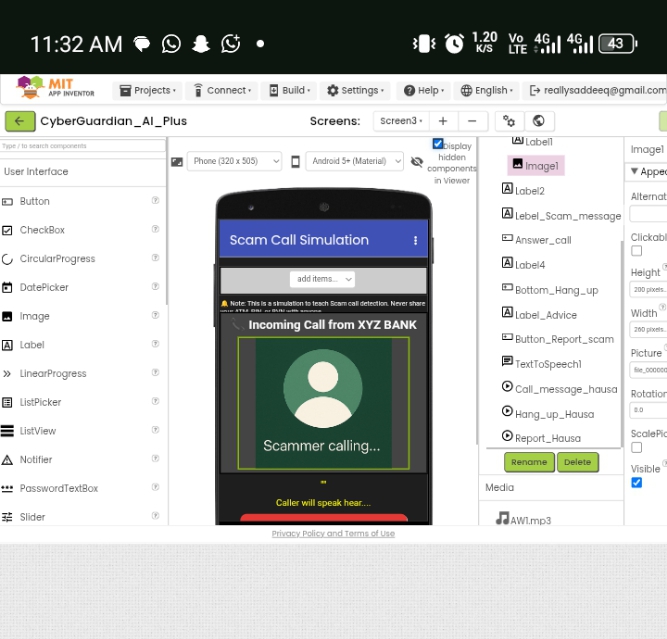 11:32 AM
1.20 K/S
Vo LTE
4G
4G
43
MIT
APP INVENTOR
Projects
Connect
Build
Settings
Help
English
reallysaddeeq@gmail.com
CyberGuardian_AI_Plus
Screens:
Screen3
Type / to search components
User Interface
Button
CheckBox
CircularProgress
DatePicker
Image
Label
LinearProgress
ListPicker
ListView
Notifier
PasswordTextBox
Slider
Phone (320 x 505)
Android 5+ (Material)
Display
hidden
components
in Viewer
Scam Call Simulation
add items...
Note: This is a simulation to teach Scam call detection. Never share
your ATM, PIN, or BVN with anyone
Incoming Call from XYZ BANK
Scammer calling...
""
Caller will speak hear....
Label1
Image1
Label2
Lebel_Scam_message
Answer_call
Label4
Bottom_Hang_up
Label_Advice
Button_Report_scam
TextToSpeech1
Call_message_hausa
Hang_up_Hausa
Report_Hausa
Rename
Delete
Media
AW1.mp3
Image1
Appe
Alternat
Clickabl
Height
200 pixels..
Width
260 pixels..
Picture
file_000000
Rotation
0.0
ScalePic
Visible
Privacy Policy and Terms of Use